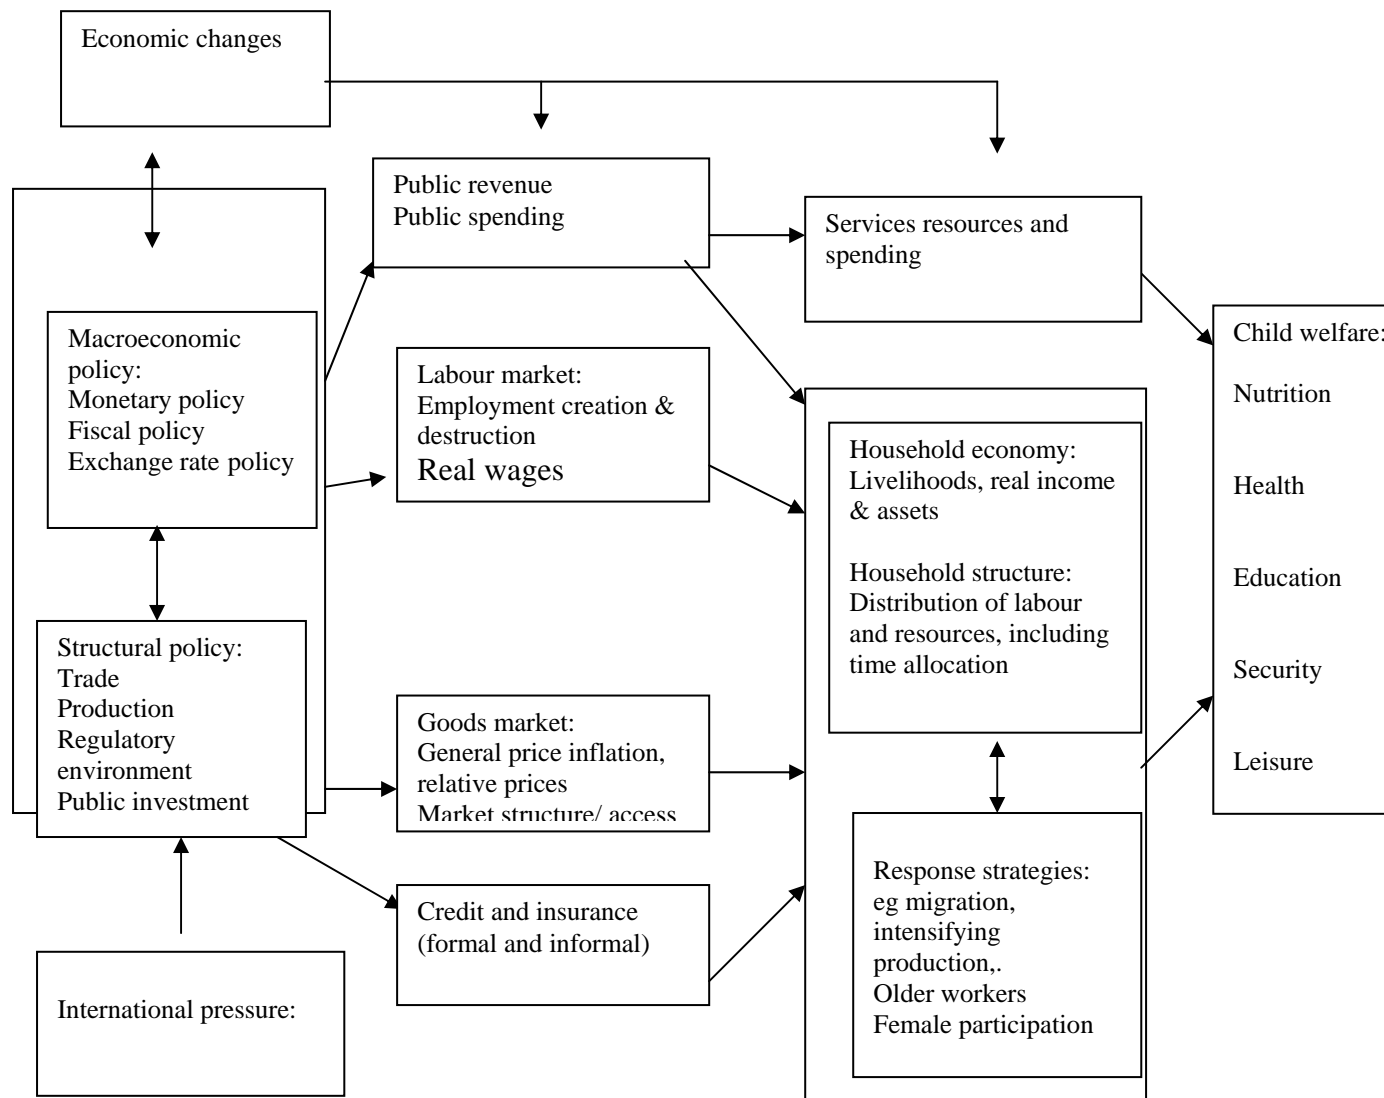 Economic changes
Public revenue
Public spending
Services resources and
spending
Macroeconomic
policy:
Monetary policy
Fiscal policy
Exchange rate policy
Labour market:
Employment creation &
destruction
Real wages
Child welfare:
Nutrition
Health
Education
Security
Leisure
Household economy:
Livelihoods, real income
& assets
Household structure:
Distribution of labour
and resources, including
time allocation
Structural policy:
Trade
Production
Regulatory
environment
Public investment
Goods market:
General price inflation,
relative prices
Market structure/ access
Credit and insurance
(formal and informal)
Response strategies:
eg migration,
intensifying
production,.
Older workers
Female participation
International pressure: